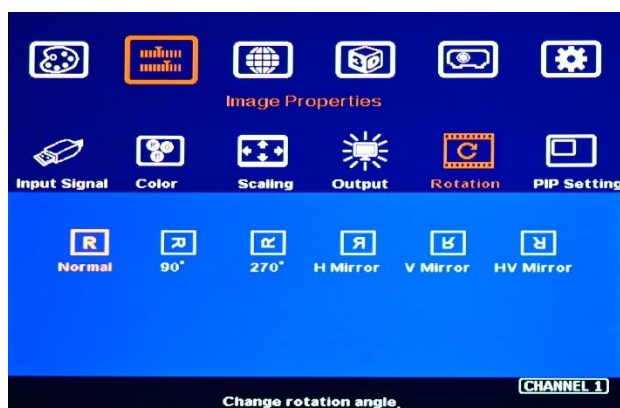 3D
Image Properties
R G B
Input Signal Color Scaling Output Rotation PIP Setting
R R R R R R
Normal 90° 270° H Mirror V Mirror HV Mirror
CHANNEL 1
Change rotation angle.